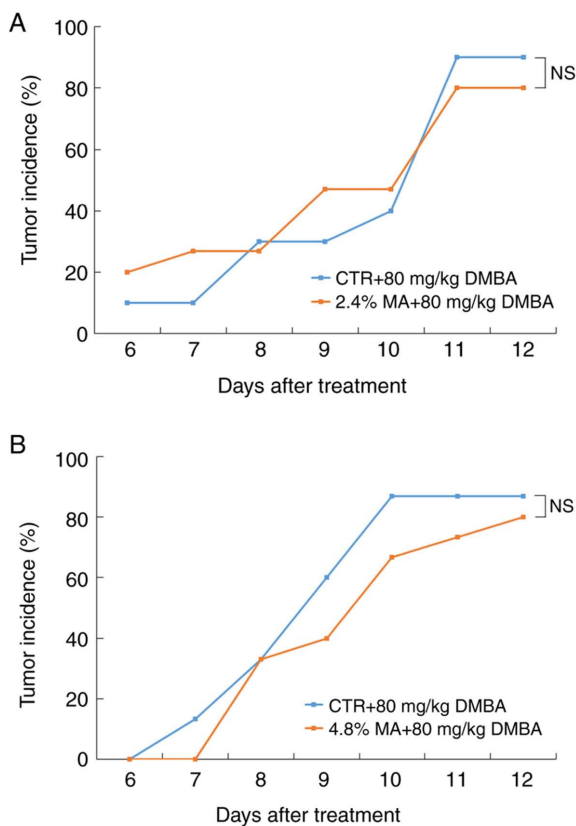 A
100
80
60
40
20
0
Tumor incidence (%)
NS
CTR+80 mg/kg DMBA
2.4% MA+80 mg/kg DMBA
6 7 8 9 10 11 12
Days after treatment
B
100
80
60
40
20
0
Tumor incidence (%)
NS
CTR+80 mg/kg DMBA
4.8% MA+80 mg/kg DMBA
6 7 8 9 10 11 12
Days after treatment